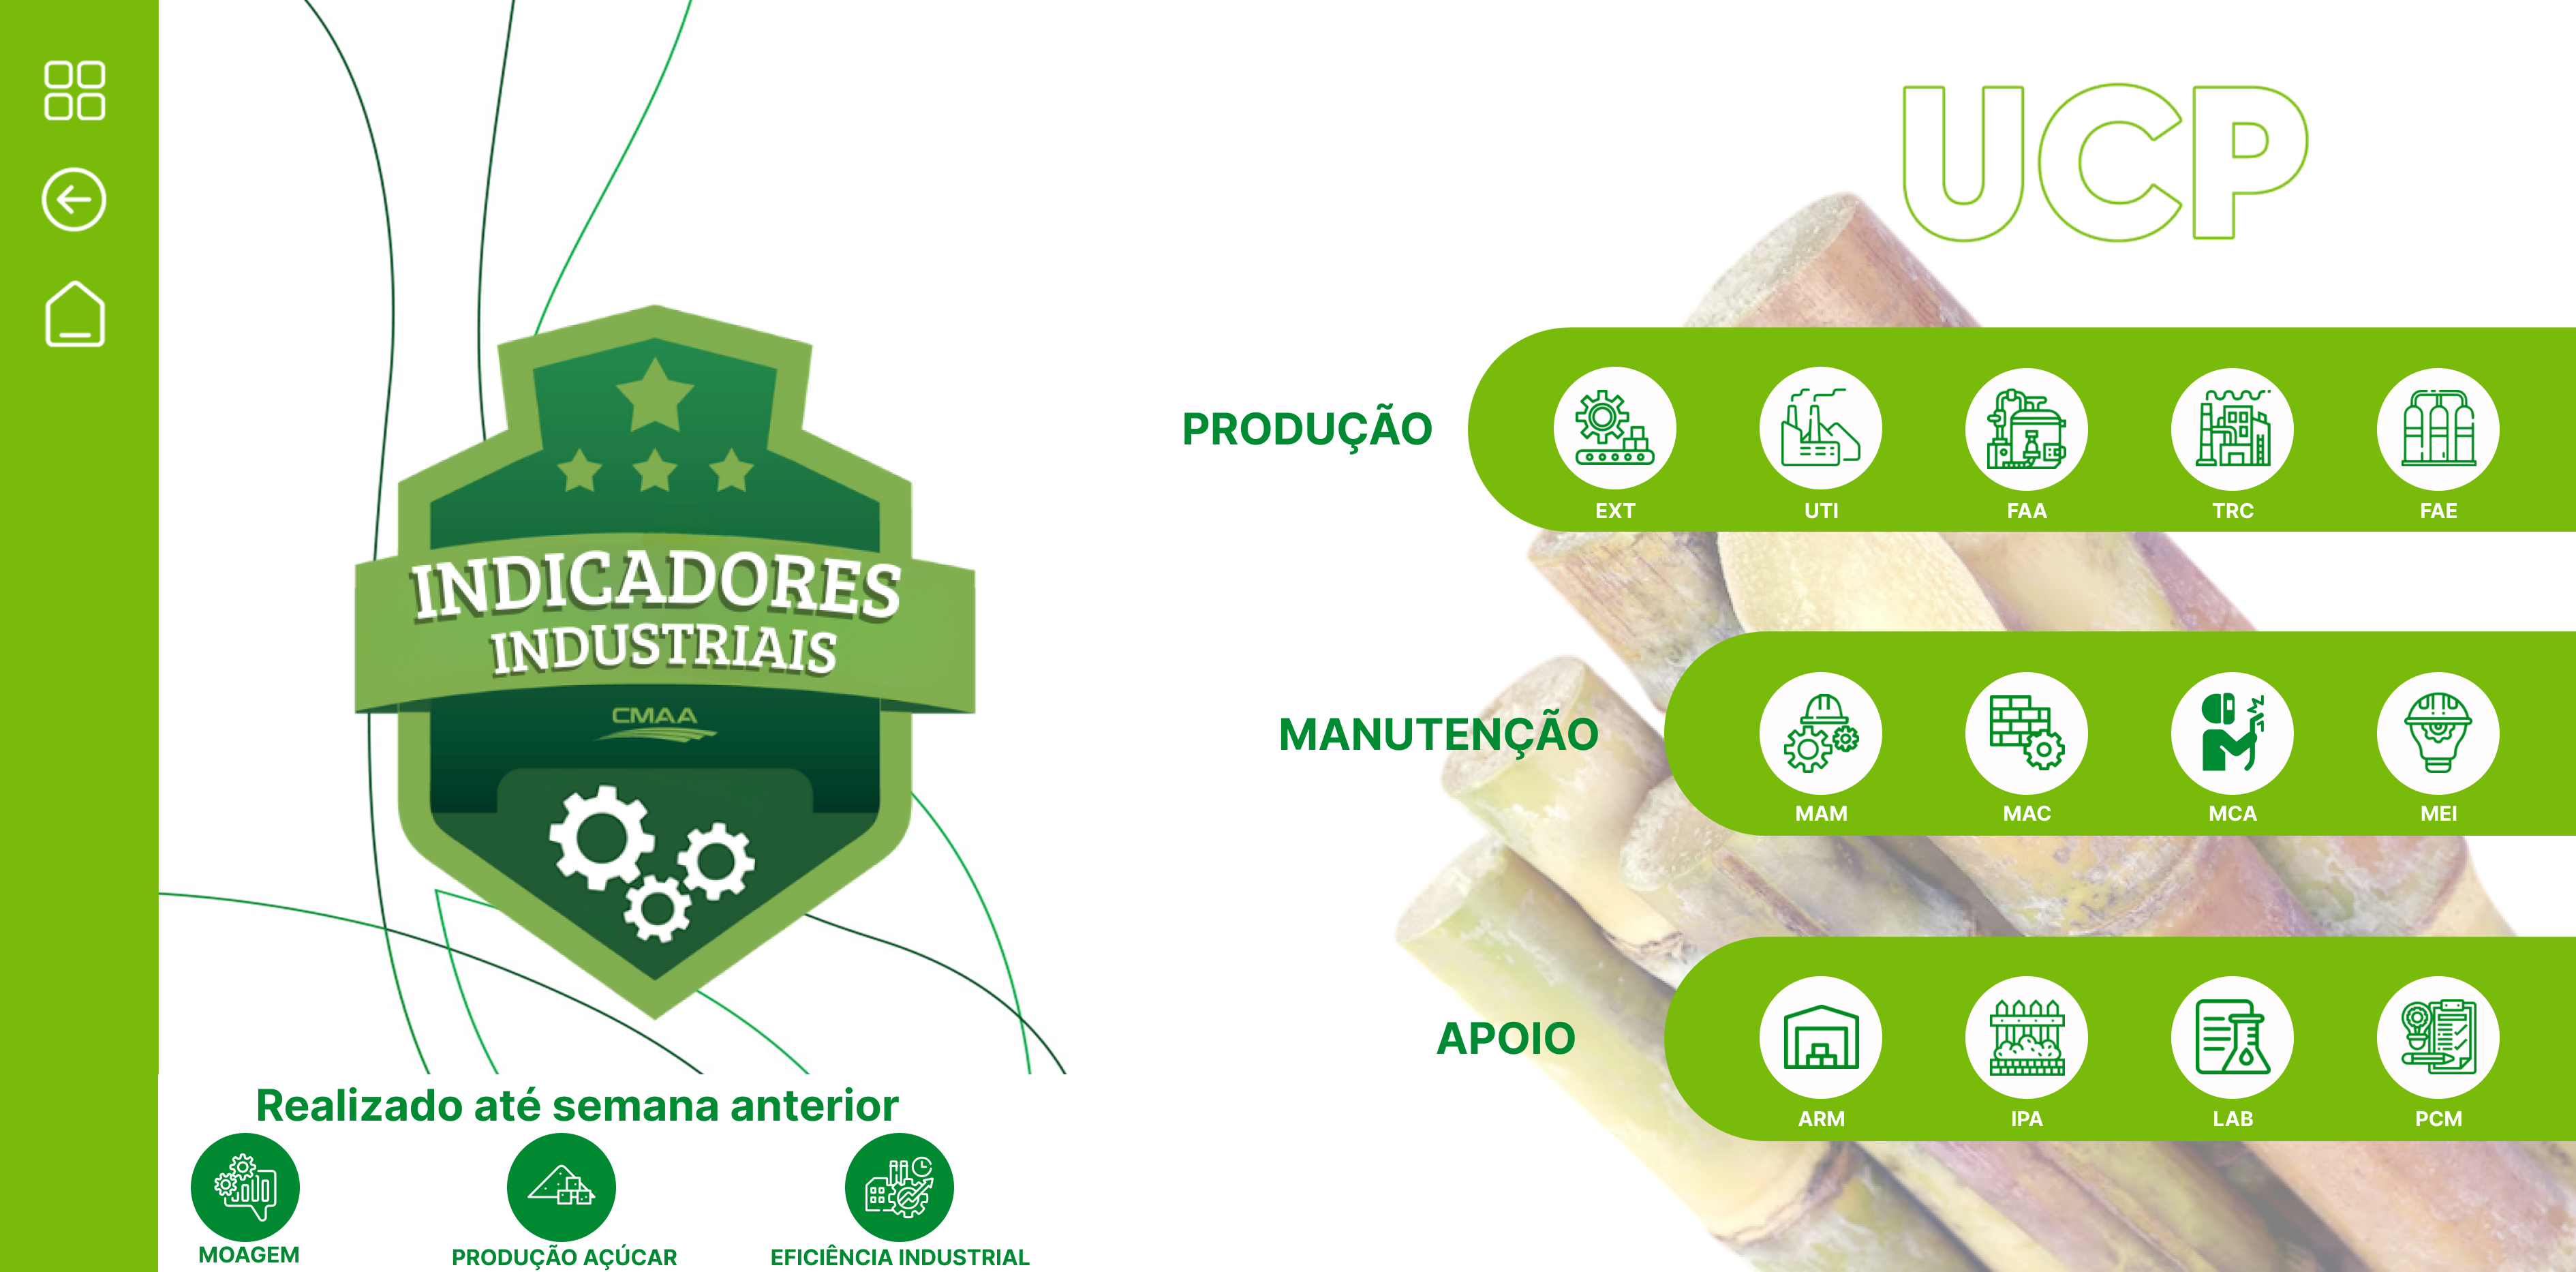 UCP
INDICADORES
INDUSTRIAIS
CMAA
PRODUÇÃO
EXT
UTI
FAA
TRC
FAE
MANUTENÇÃO
MAM
MAC
MCA
MEI
APOIO
ARM
IPA
LAB
PCM
Realizado até semana anterior
MOAGEM
PRODUÇÃO AÇÚCAR
EFICIÊNCIA INDUSTRIAL